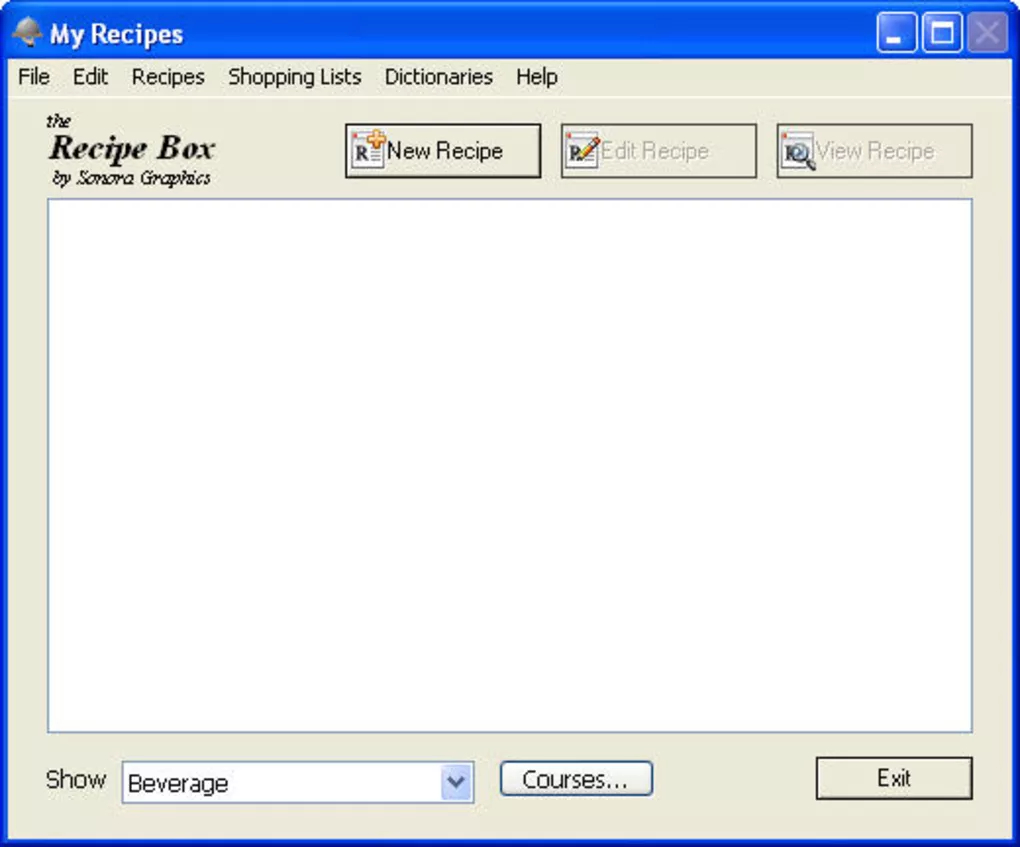 My Recipes
File Edit Recipes Shopping Lists Dictionaries Help
the
Recipe Box
by Sonora Graphics
New Recipe
Edit Recipe
View Recipe
Show
Beverage
Courses...
Exit